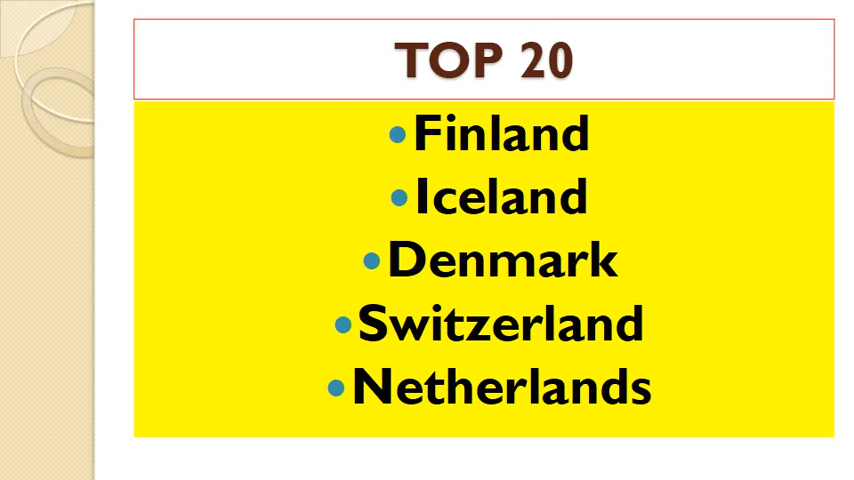 TOP 20
•Finland
•Iceland
•Denmark
•Switzerland
•Netherlands